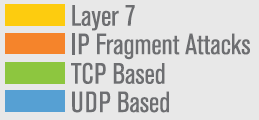 Layer 7
IP Fragment Attacks
TCP Based
UDP Based